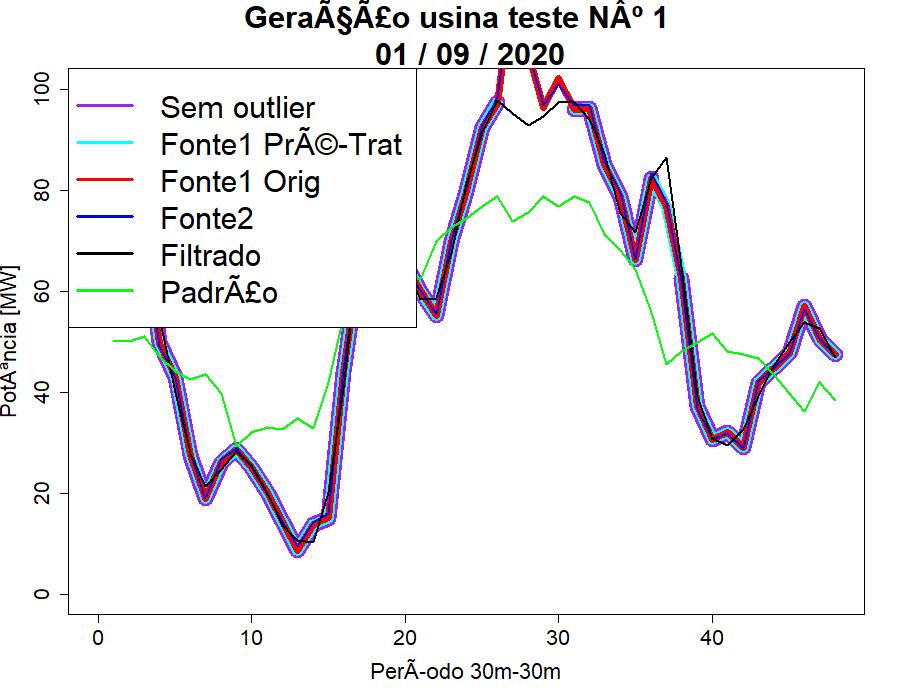 GeraÃ§Ã£o usina teste NÂº 1
01 / 09 / 2020
Sem outlier
Fonte1 PrÃ©-Trat
Fonte1 Orig
Fonte2
Filtrado
PadrÃ£o
PotÃªncia [MW]
100
80
60
40
20
0
0 10 20 30 40
PerÃ­-odo 30m-30m